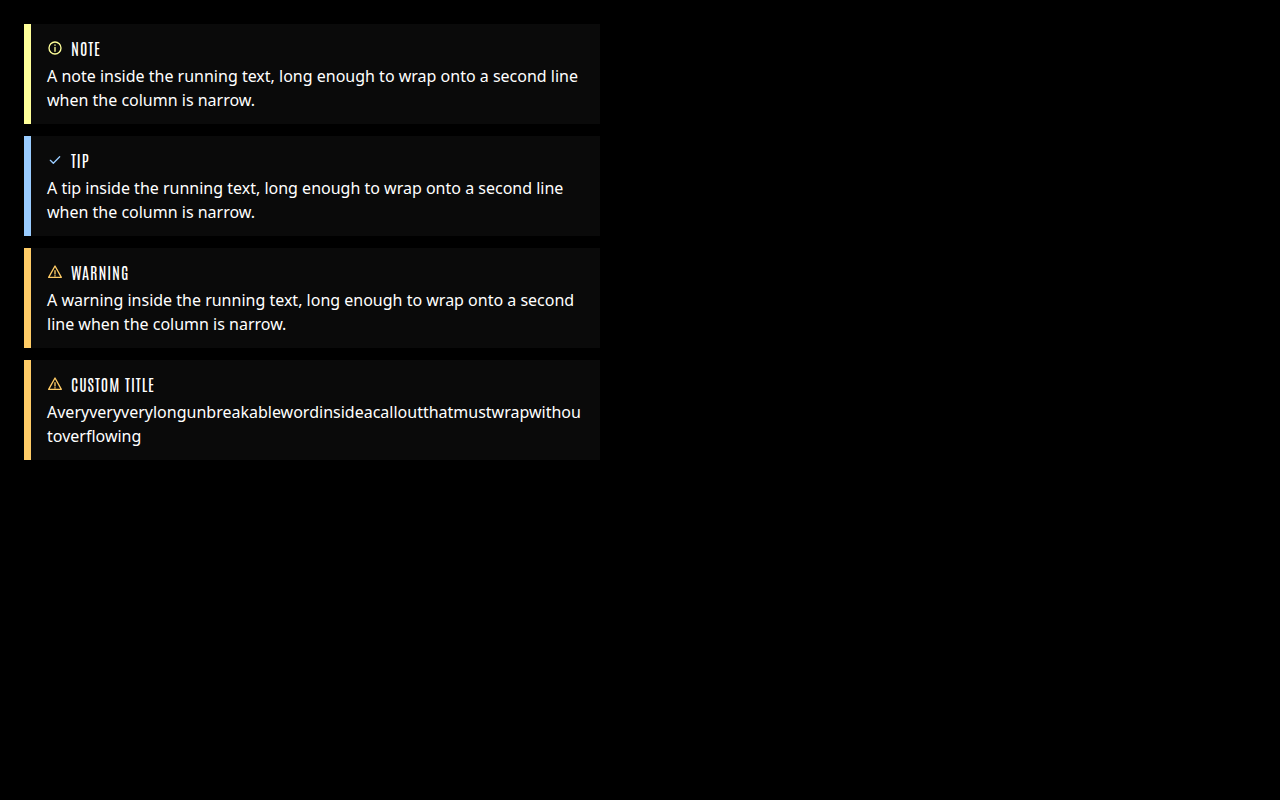 NOTE
A note inside the running text, long enough to wrap onto a second line
when the column is narrow.
TIP
A tip inside the running text, long enough to wrap onto a second line
when the column is narrow.
WARNING
A warning inside the running text, long enough to wrap onto a second
line when the column is narrow.
CUSTOM TITLE
Averyveryverylongunbreakablewordinsideacalloutthatmustwrapwithou
toverflowing